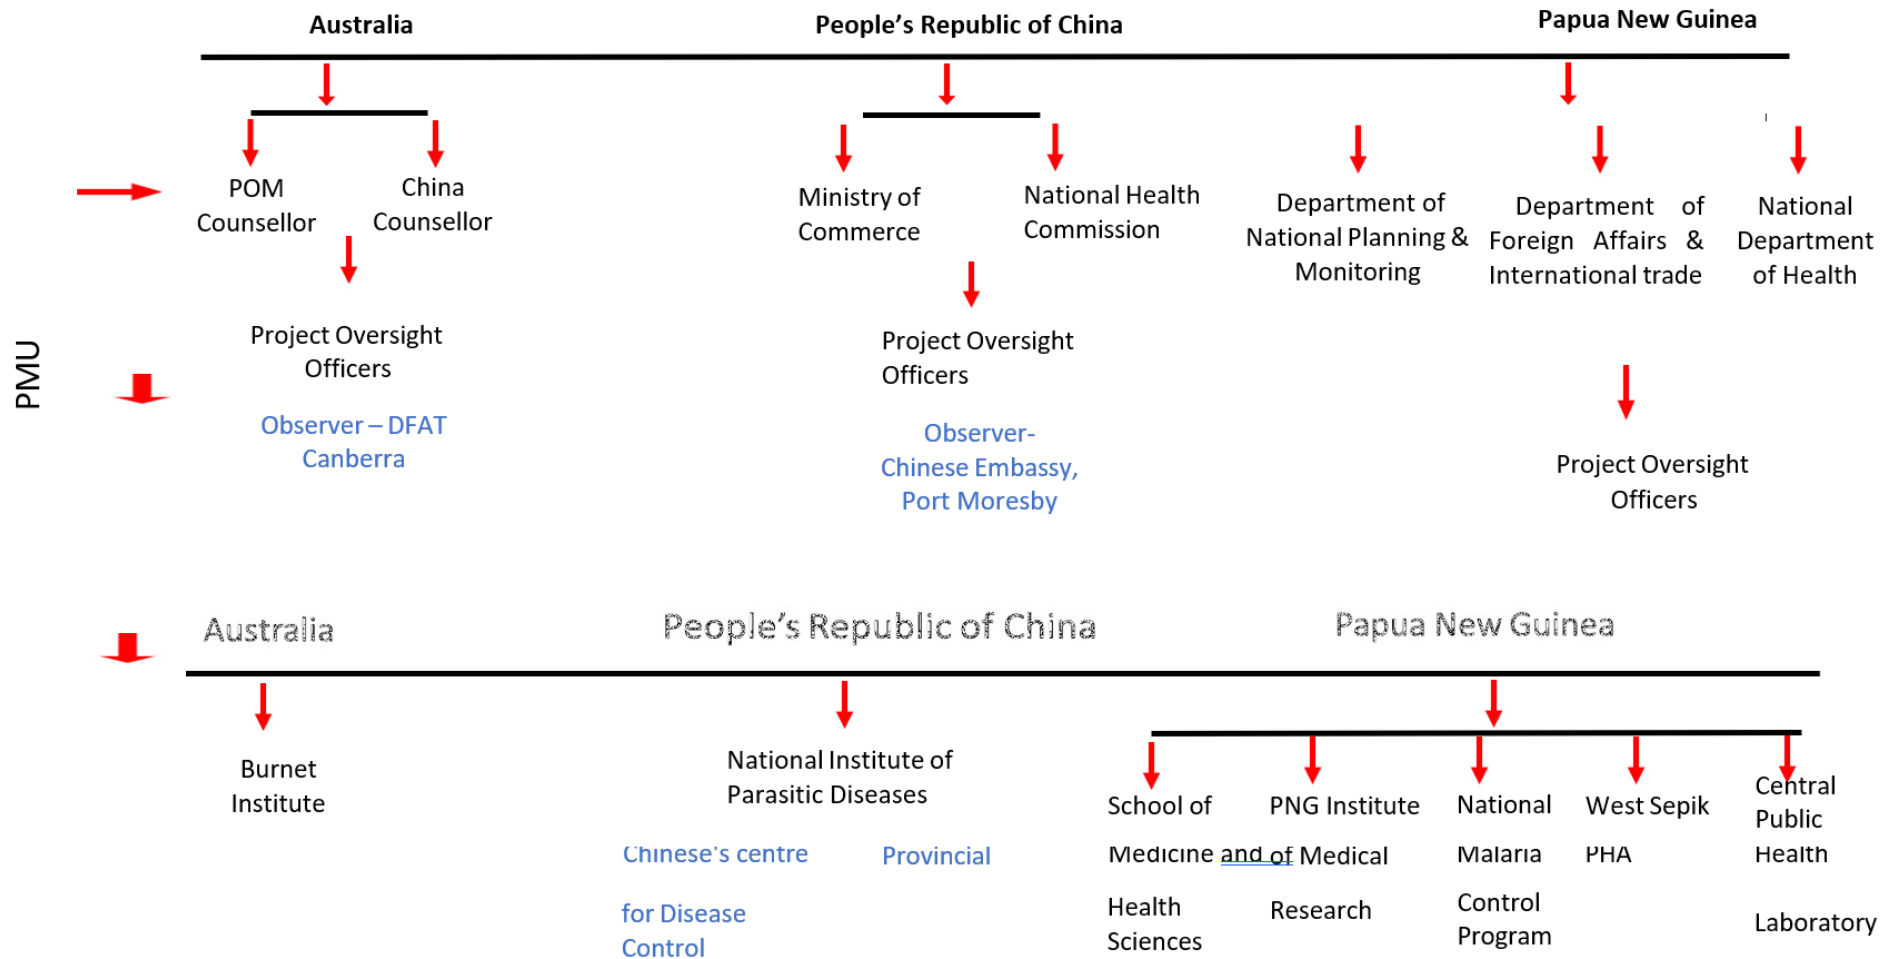 Australia
People's Republic of China
Papua New Guinea
POM
Counsellor
China
Counsellor
Ministry of
Commerce
National Health
Commission
Department of
National Planning &
Monitoring
Department of
Foreign Affairs &
International trade
National
Department
of Health
PMU
Project Oversight
Officers
Observer – DFAT
Canberra
Project Oversight
Officers
Observer-
Chinese Embassy,
Port Moresby
Project Oversight
Officers
Australia
People's Republic of China
Papua New Guinea
Burnet
Institute
National Institute of
Parasitic Diseases
Chinese's centre
for Disease
Control
Provincial
School of
Medicine and
Health
Sciences
PNG Institute
of Medical
Research
National
Malaria
Control
Program
West Sepik
PHA
Central
Public
Health
Laboratory